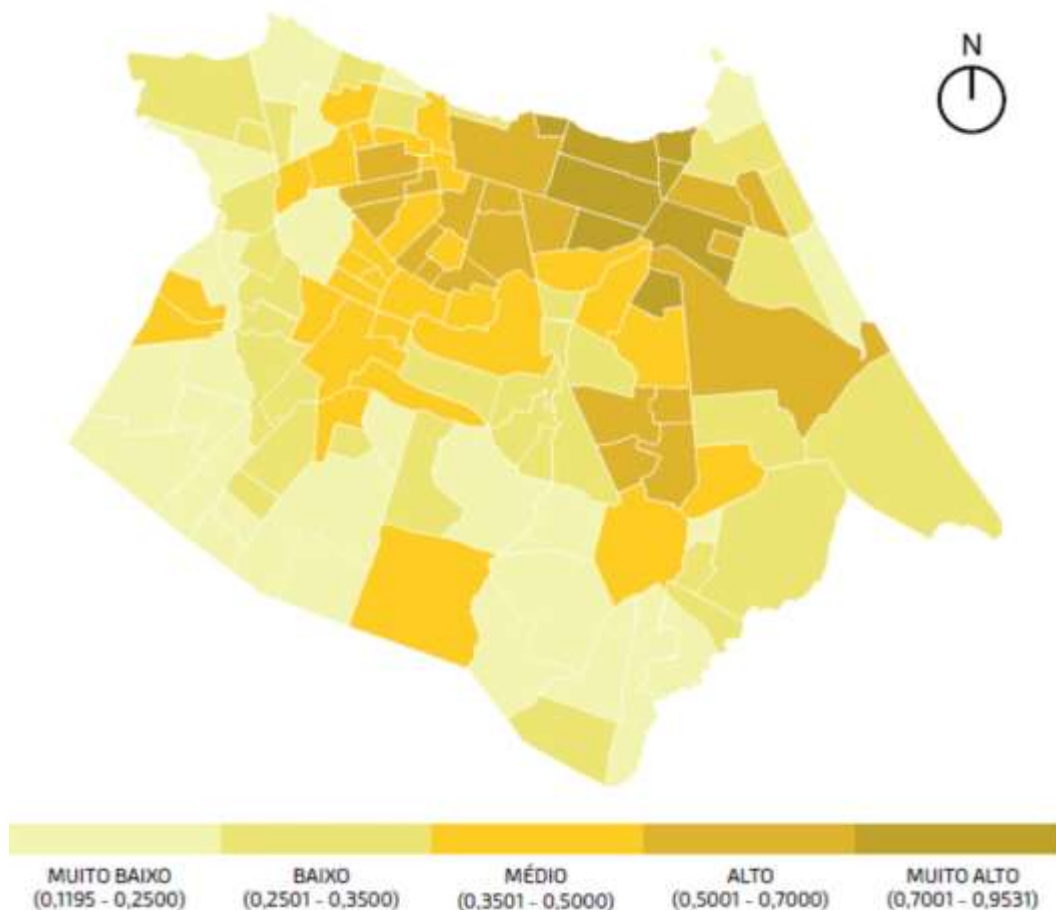 N
MUITO BAIXO
(0,1195 - 0,2500)
BAIXO
(0,2501 - 0,3500)
MÉDIO
(0,3501 - 0,5000)
ALTO
(0,5001 - 0,7000)
MUITO ALTO
(0,7001 - 0,9531)